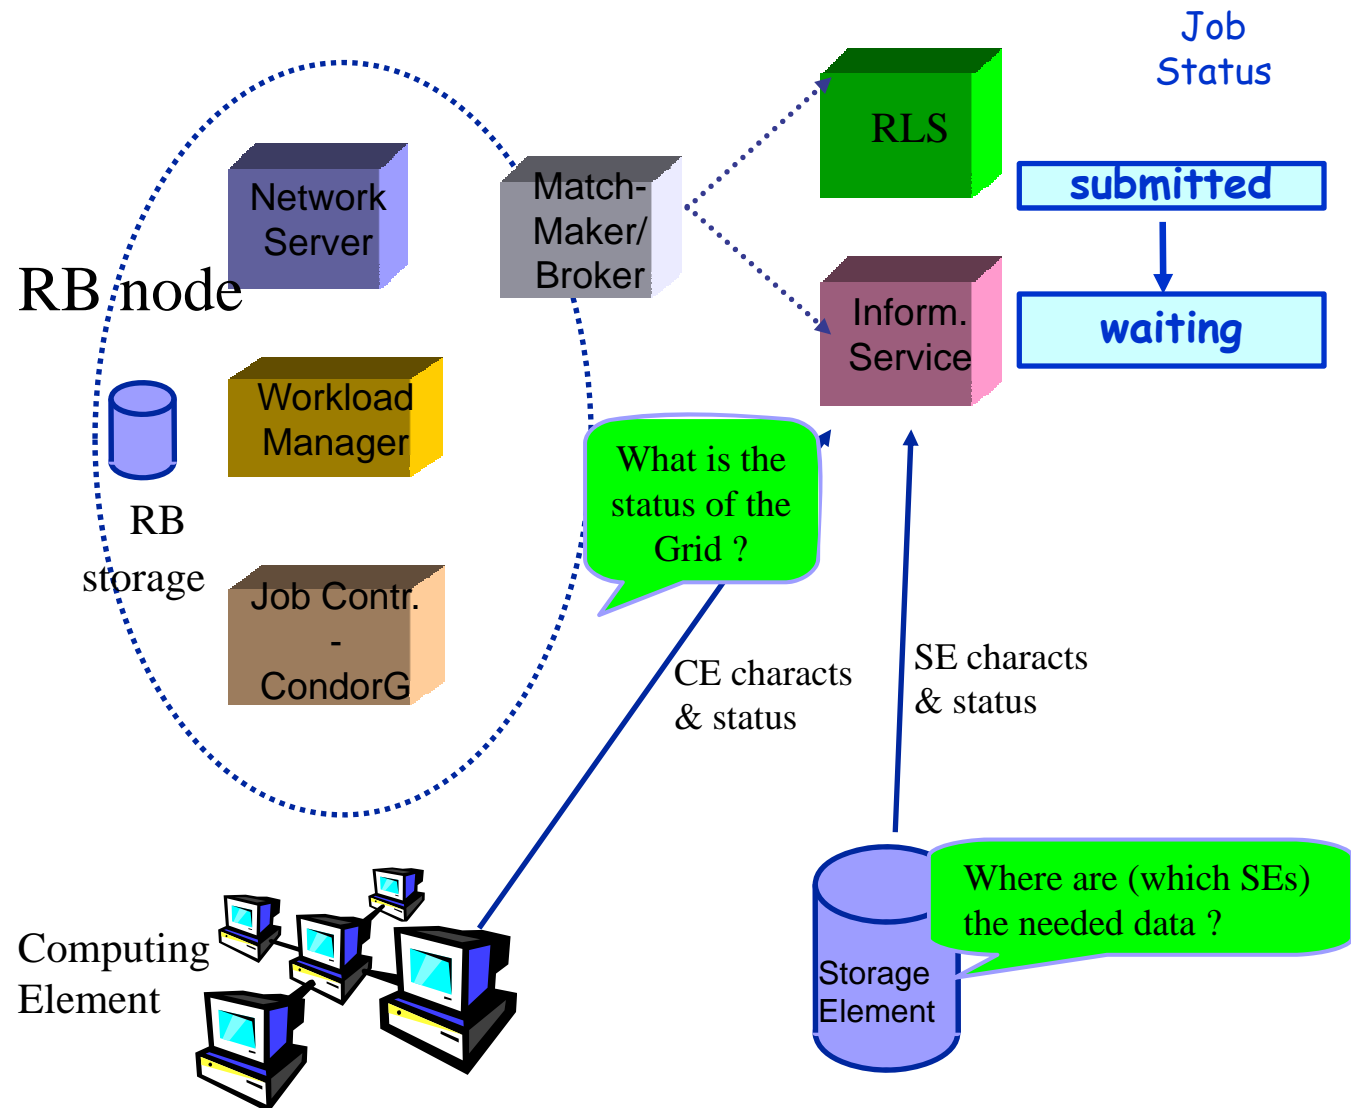 Job
Status
RLS
submitted
Network
Server
Match-
Maker/
Broker
RB node
Inform.
Service
waiting
Workload
Manager
What is the
status of the
Grid ?
RB
storage
Job Contr.
-
CondorG
CE characts
& status
SE characts
& status
Where are (which SEs)
the needed data ?
Computing
Element
Storage
Element